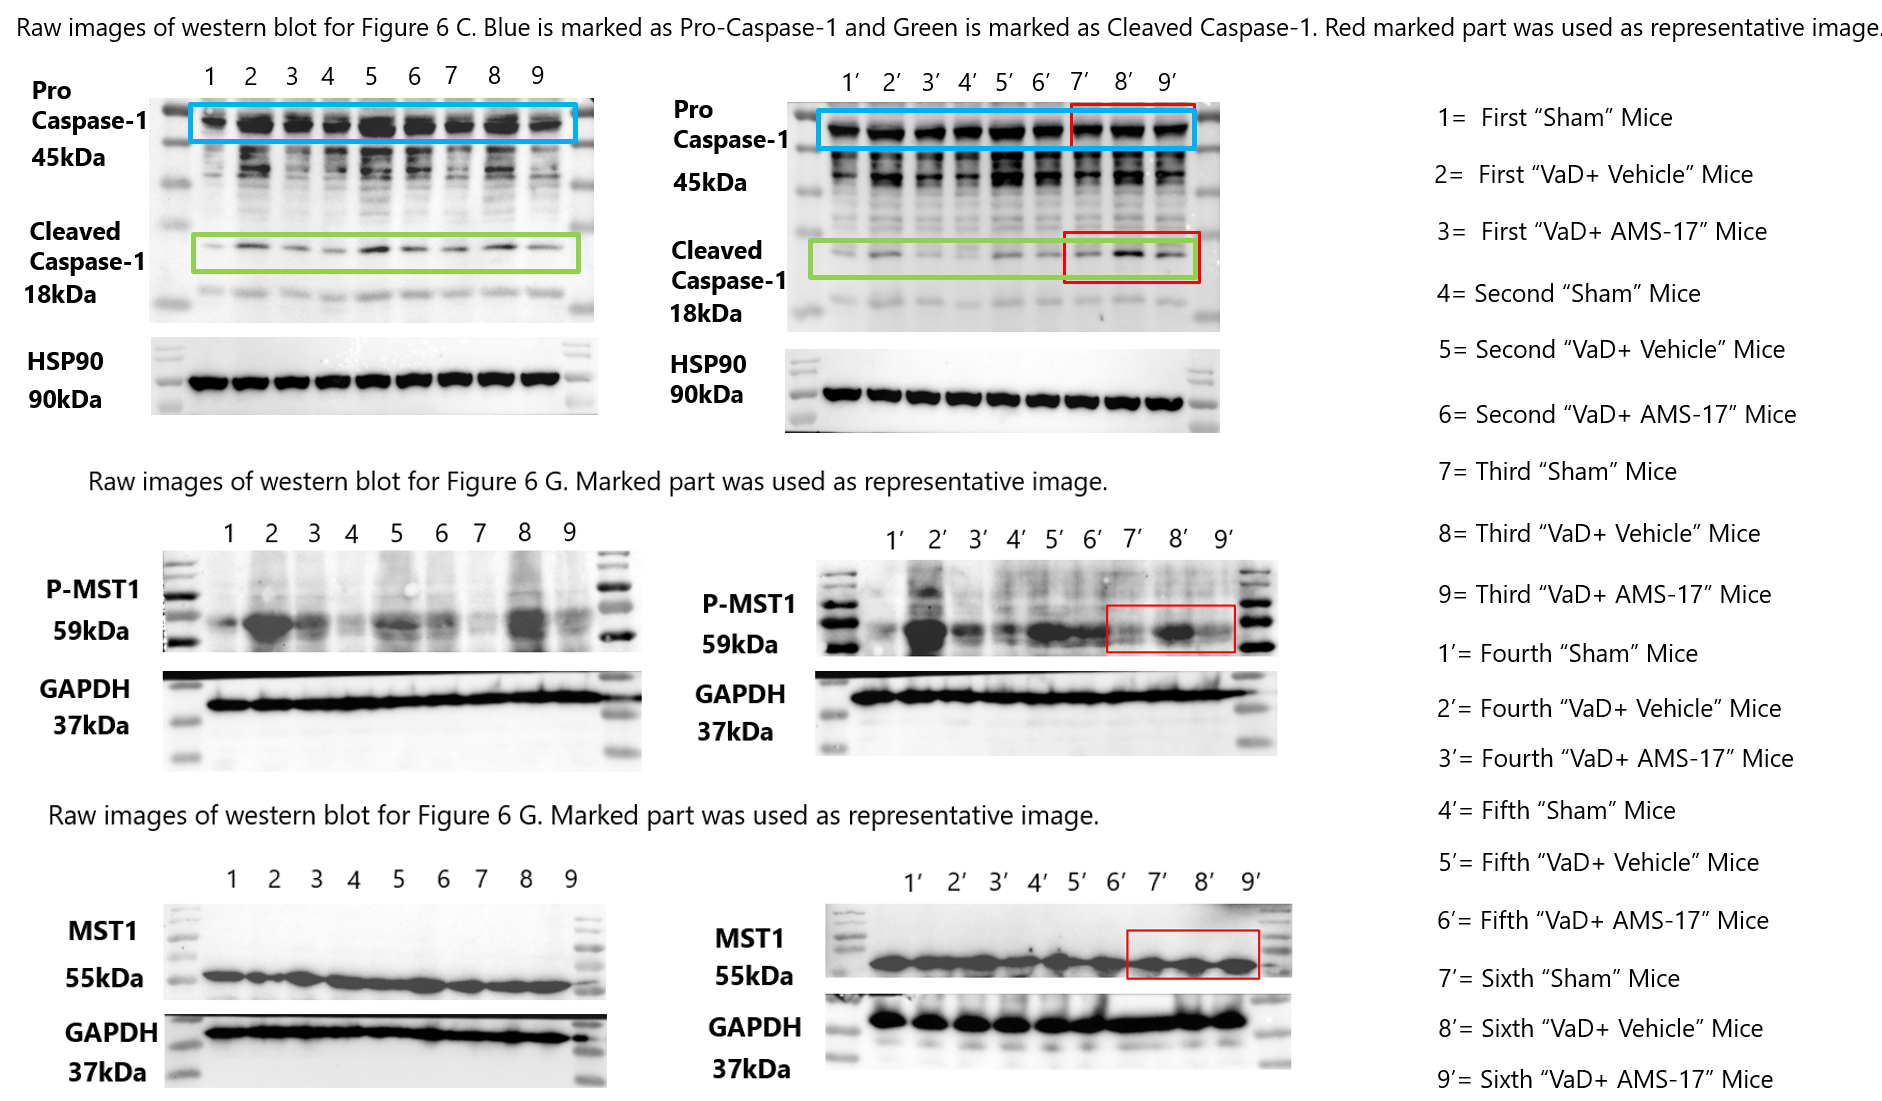 Raw images of western blot for Figure 6 C. Blue is marked as Pro-Caspase-1 and Green is marked as Cleaved Caspase-1. Red marked part was used as representative image.
1 2 3 4 5 6 7 8 9
Pro
Caspase-1
45kDa
Cleaved
Caspase-1
18kDa
HSP90
90kDa
1’ 2’ 3’ 4’ 5’ 6’ 7’ 8’ 9’
Pro
Caspase-1
45kDa
Cleaved
Caspase-1
18kDa
HSP90
90kDa
Raw images of western blot for Figure 6 G. Marked part was used as representative image.
1 2 3 4 5 6 7 8 9
P-MST1
59kDa
GAPDH
37kDa
1’ 2’ 3’ 4’ 5’ 6’ 7’ 8’ 9’
P-MST1
59kDa
GAPDH
37kDa
Raw images of western blot for Figure 6 G. Marked part was used as representative image.
1 2 3 4 5 6 7 8 9
MST1
55kDa
GAPDH
37kDa
1’ 2’ 3’ 4’ 5’ 6’ 7’ 8’ 9’
MST1
55kDa
GAPDH
37kDa
1= First “Sham” Mice
2= First “VaD+ Vehicle” Mice
3= First “VaD+ AMS-17” Mice
4= Second “Sham” Mice
5= Second “VaD+ Vehicle” Mice
6= Second “VaD+ AMS-17” Mice
7= Third “Sham” Mice
8= Third “VaD+ Vehicle” Mice
9= Third “VaD+ AMS-17” Mice
1’= Fourth “Sham” Mice
2’= Fourth “VaD+ Vehicle” Mice
3’= Fourth “VaD+ AMS-17” Mice
4’= Fifth “Sham” Mice
5’= Fifth “VaD+ Vehicle” Mice
6’= Fifth “VaD+ AMS-17” Mice
7’= Sixth “Sham” Mice
8’= Sixth “VaD+ Vehicle” Mice
9’= Sixth “VaD+ AMS-17” Mice